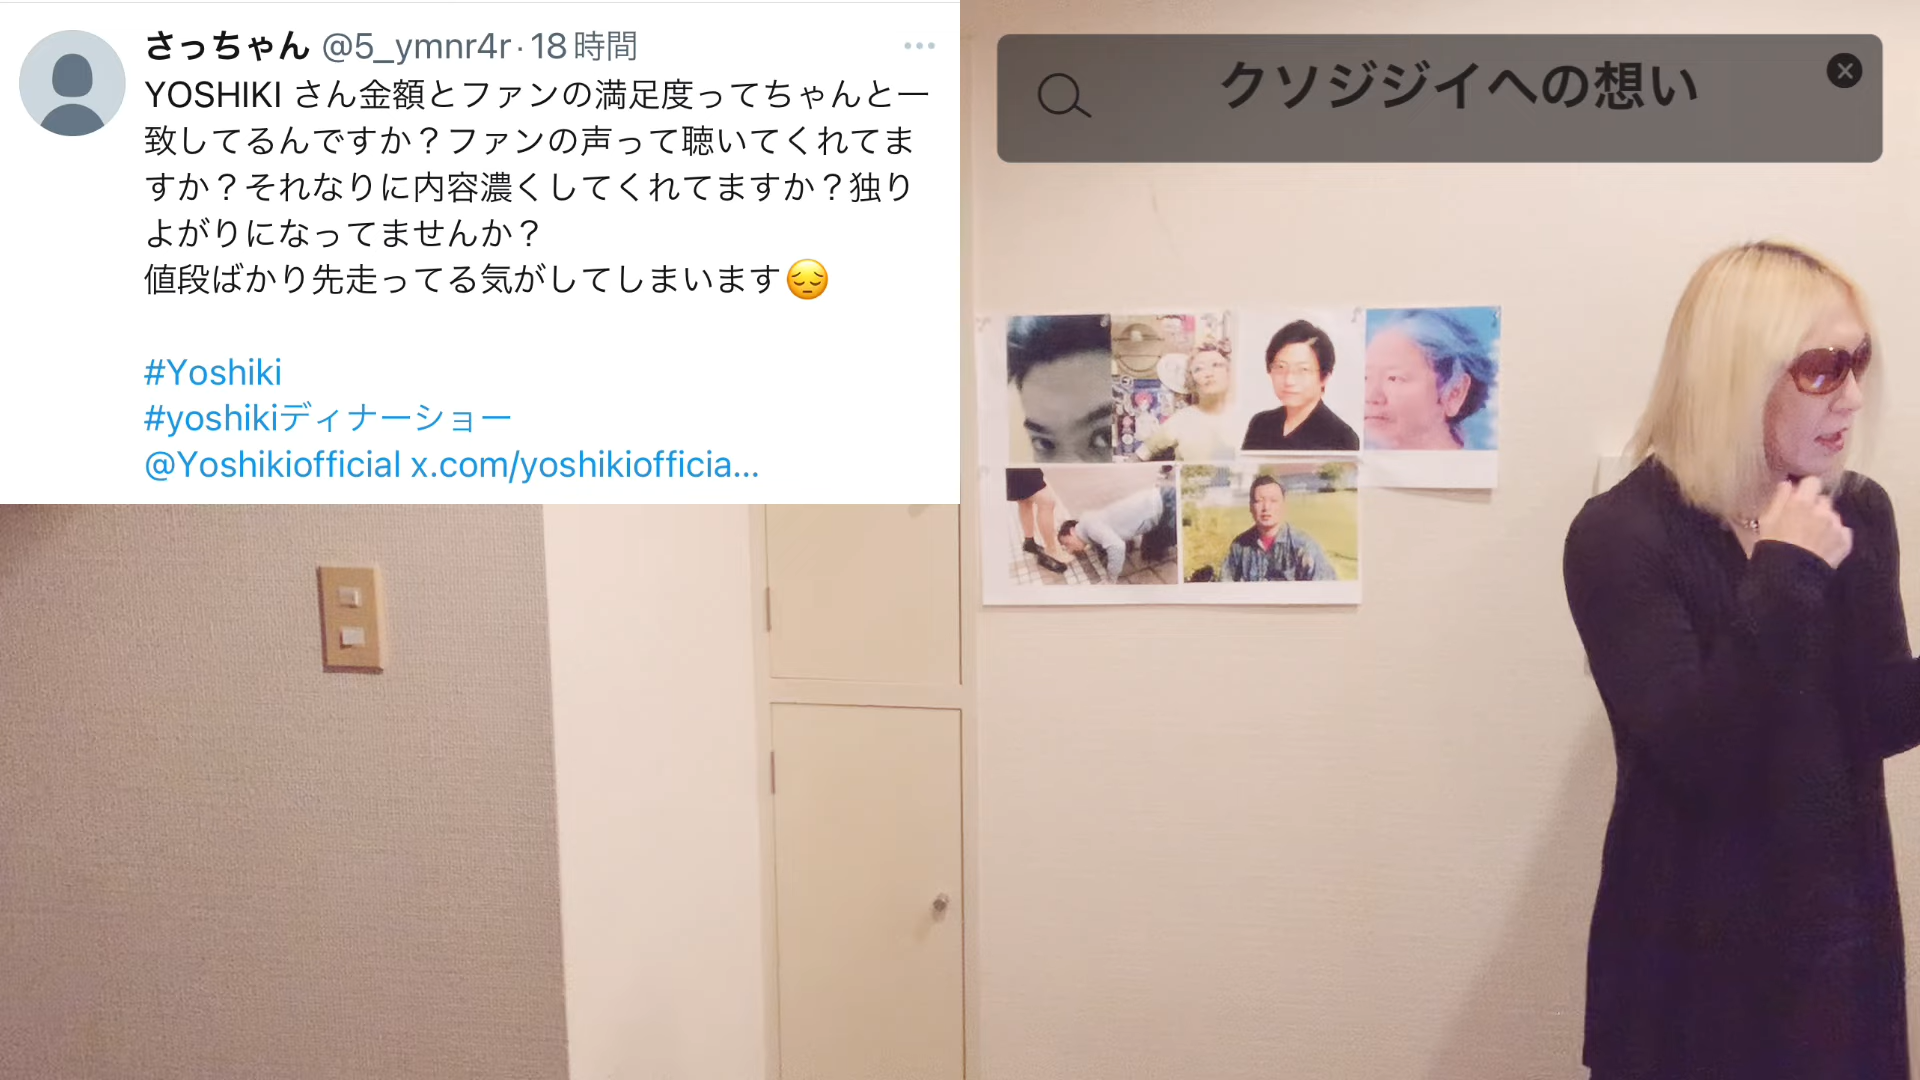 さっちゃん @5_ymnr4r · 18時間
YOSHIKI さん金額とファンの満足度ってちゃんと一
致してるんですか？ファンの声って聴いてくれてま
すか？それなりに内容濃くしてくれてますか？独り
よがりになってませんか？
値段ばかり先走ってる気がしてしまいます😔
#Yoshiki
#yoshikiディナーショー
@Yoshikiofficial x.com/yoshikiofficia...
クソジジイへの想い